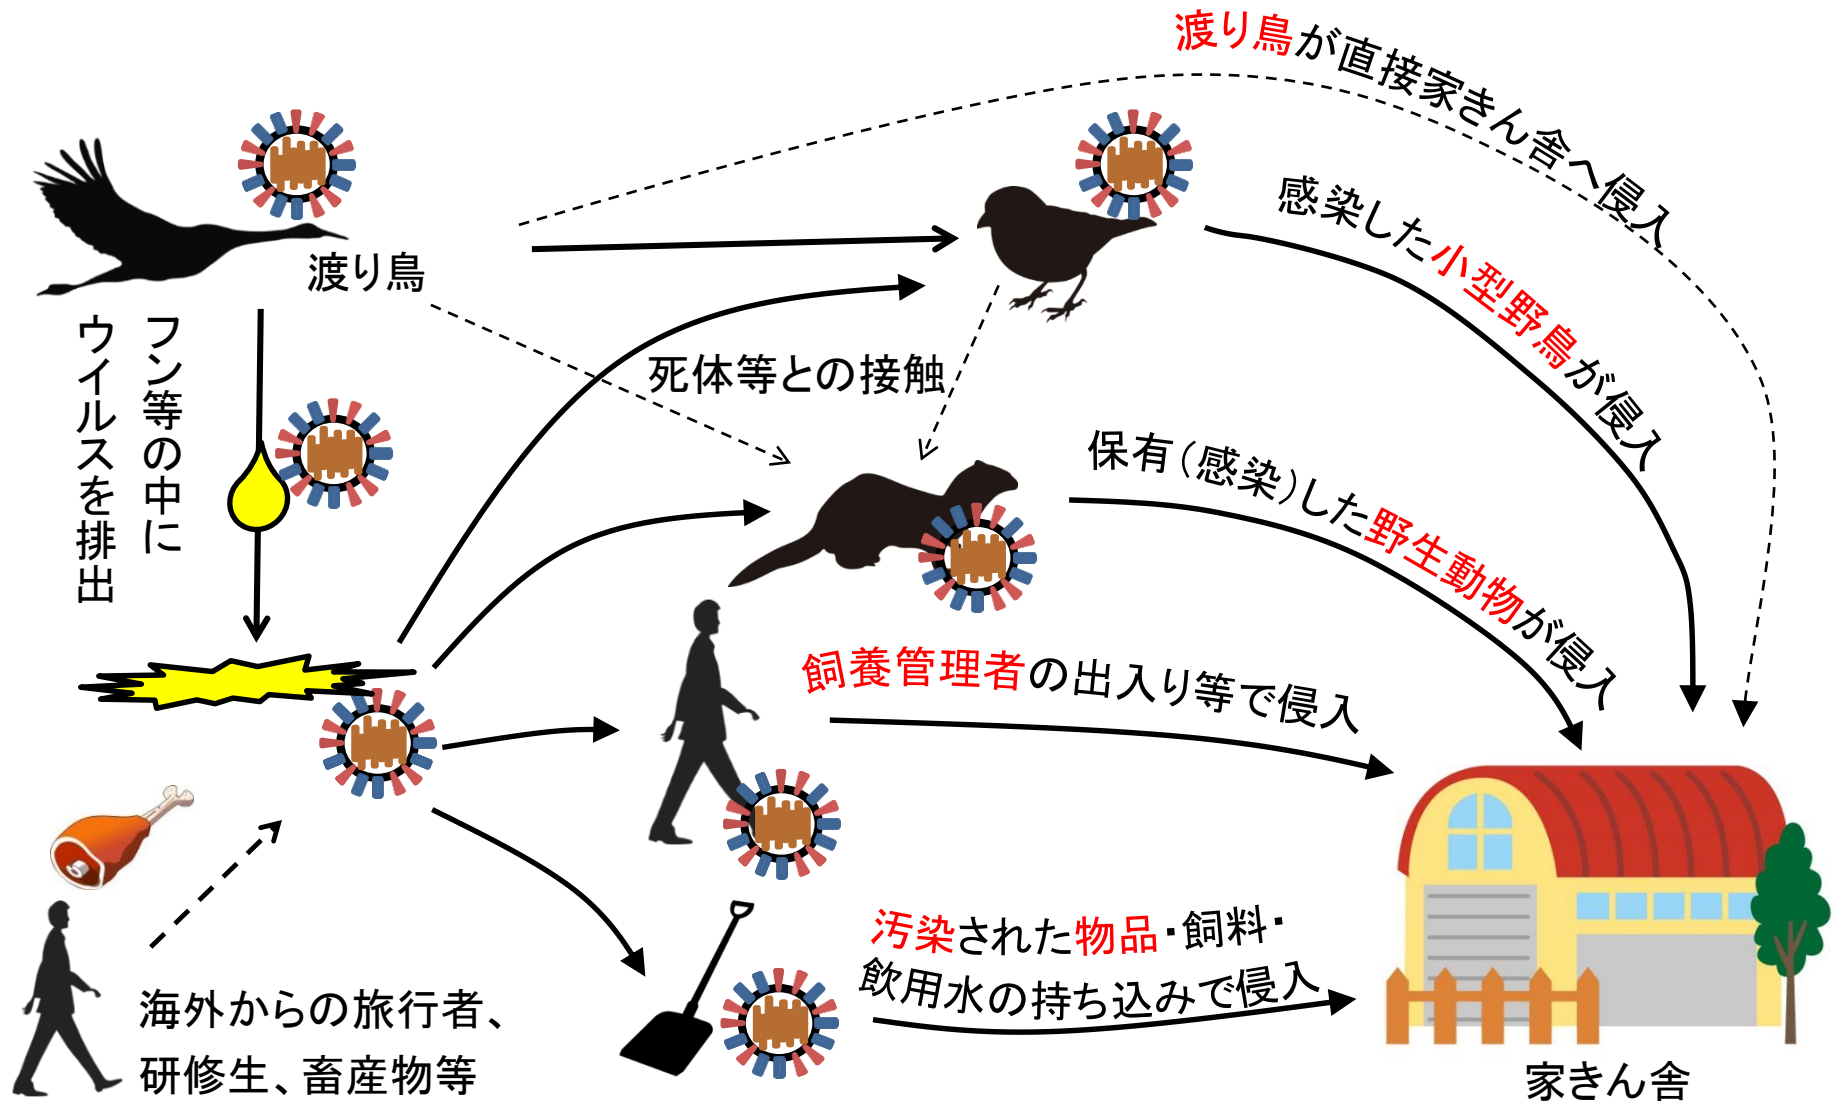 渡り鳥が直接家きん舎へ侵入
感染した小型野鳥が侵入
渡り鳥
フン等の中に
ウイルスを排出
死体等との接触
保有(感染)した野生動物が侵入
飼養管理者の出入り等で侵入
汚染された物品・飼料・
飲用水の持ち込みで侵入
海外からの旅行者、
研修生、畜産物等
家きん舎